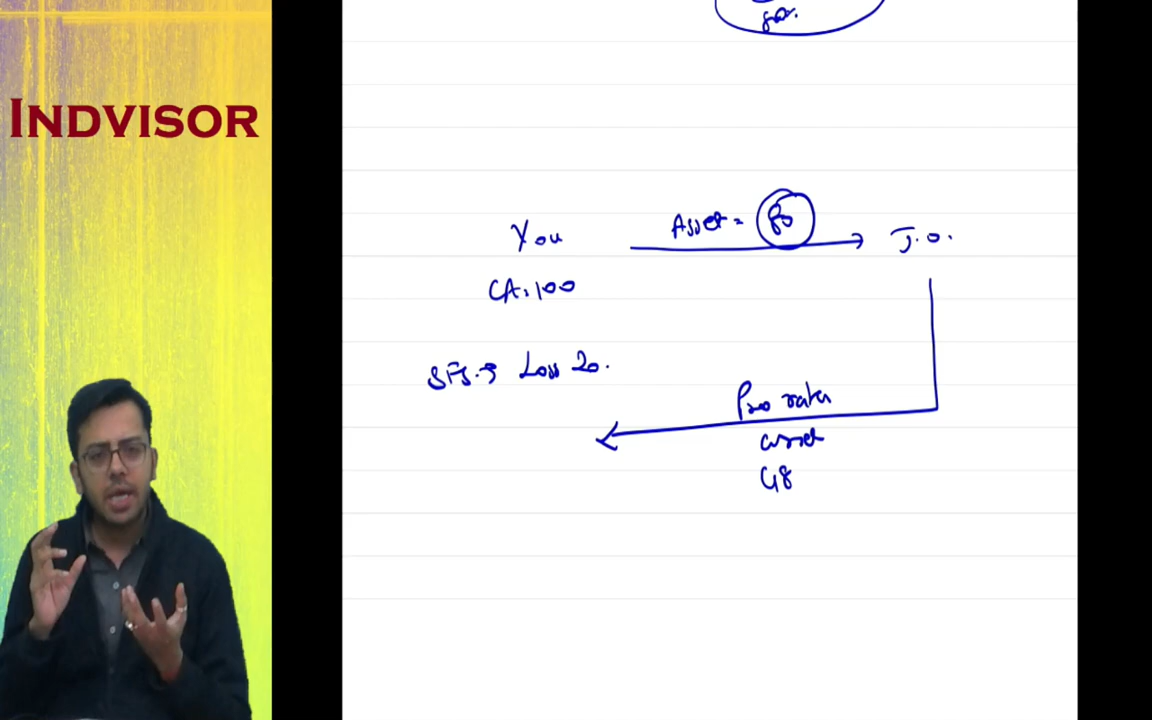 INDVISOR
You
Asset = 80
J.O.
CA. 100
SFS → Loss 20.
Pro rata
asset
48